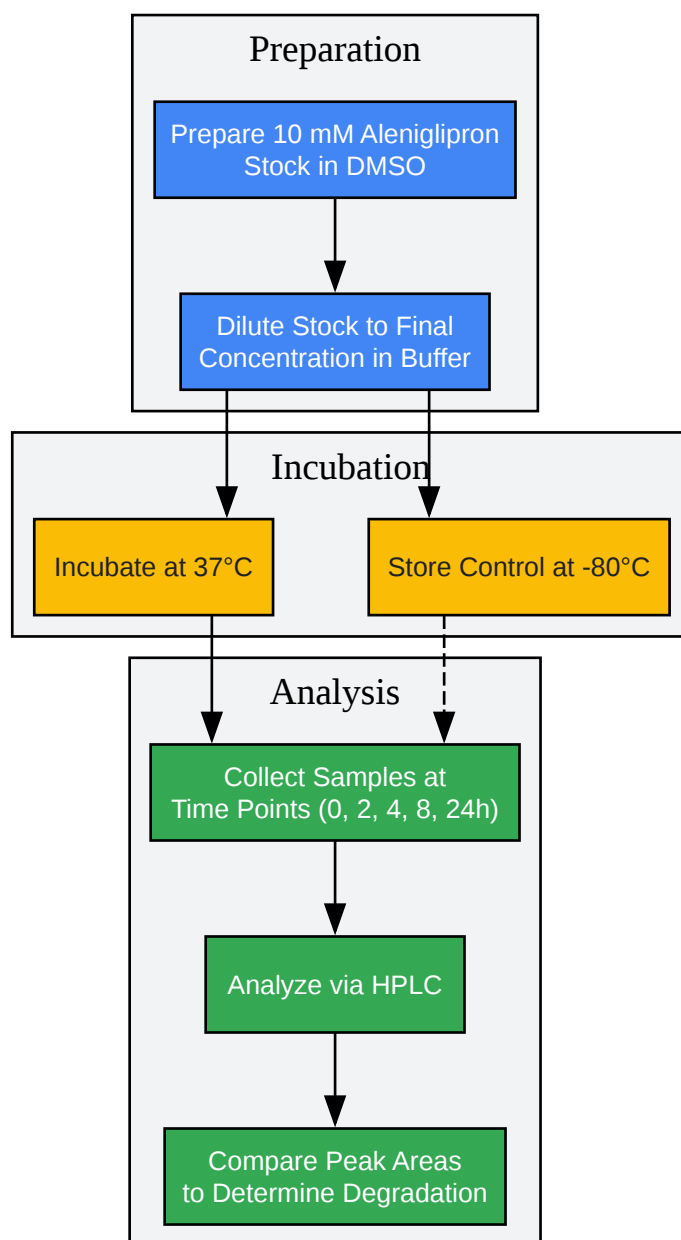 Preparation
Prepare 10 mM Aleniglipron
Stock in DMSO
Dilute Stock to Final
Concentration in Buffer
Incubation
Incubate at 37°C
Store Control at -80°C
Analysis
Collect Samples at
Time Points (0, 2, 4, 8, 24h)
Analyze via HPLC
Compare Peak Areas
to Determine Degradation